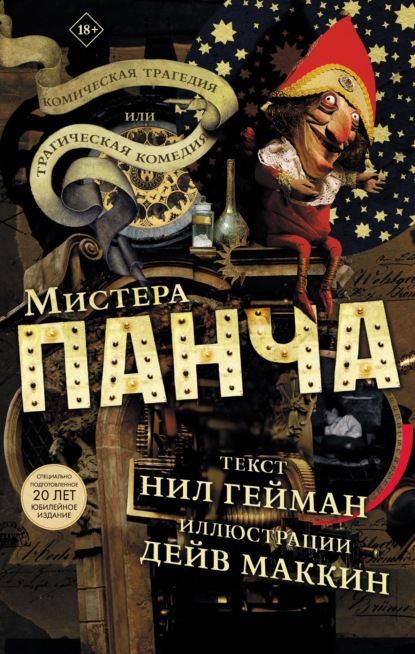 18+
КОМИЧЕСКАЯ ТРАГЕДИЯ
ИЛИ
ТРАГИЧЕСКАЯ КОМЕДИЯ
МИСТЕРА
ПАНЧА
ТЕКСТ
НИЛ ГЕЙМАН
ИЛЛЮСТРАЦИИ
ДЕЙВ МАККИН
СПЕЦИАЛЬНО
ПОДГОТОВЛЕННОЕ
20 ЛЕТ
ЮБИЛЕЙНОЕ
ИЗДАНИЕ